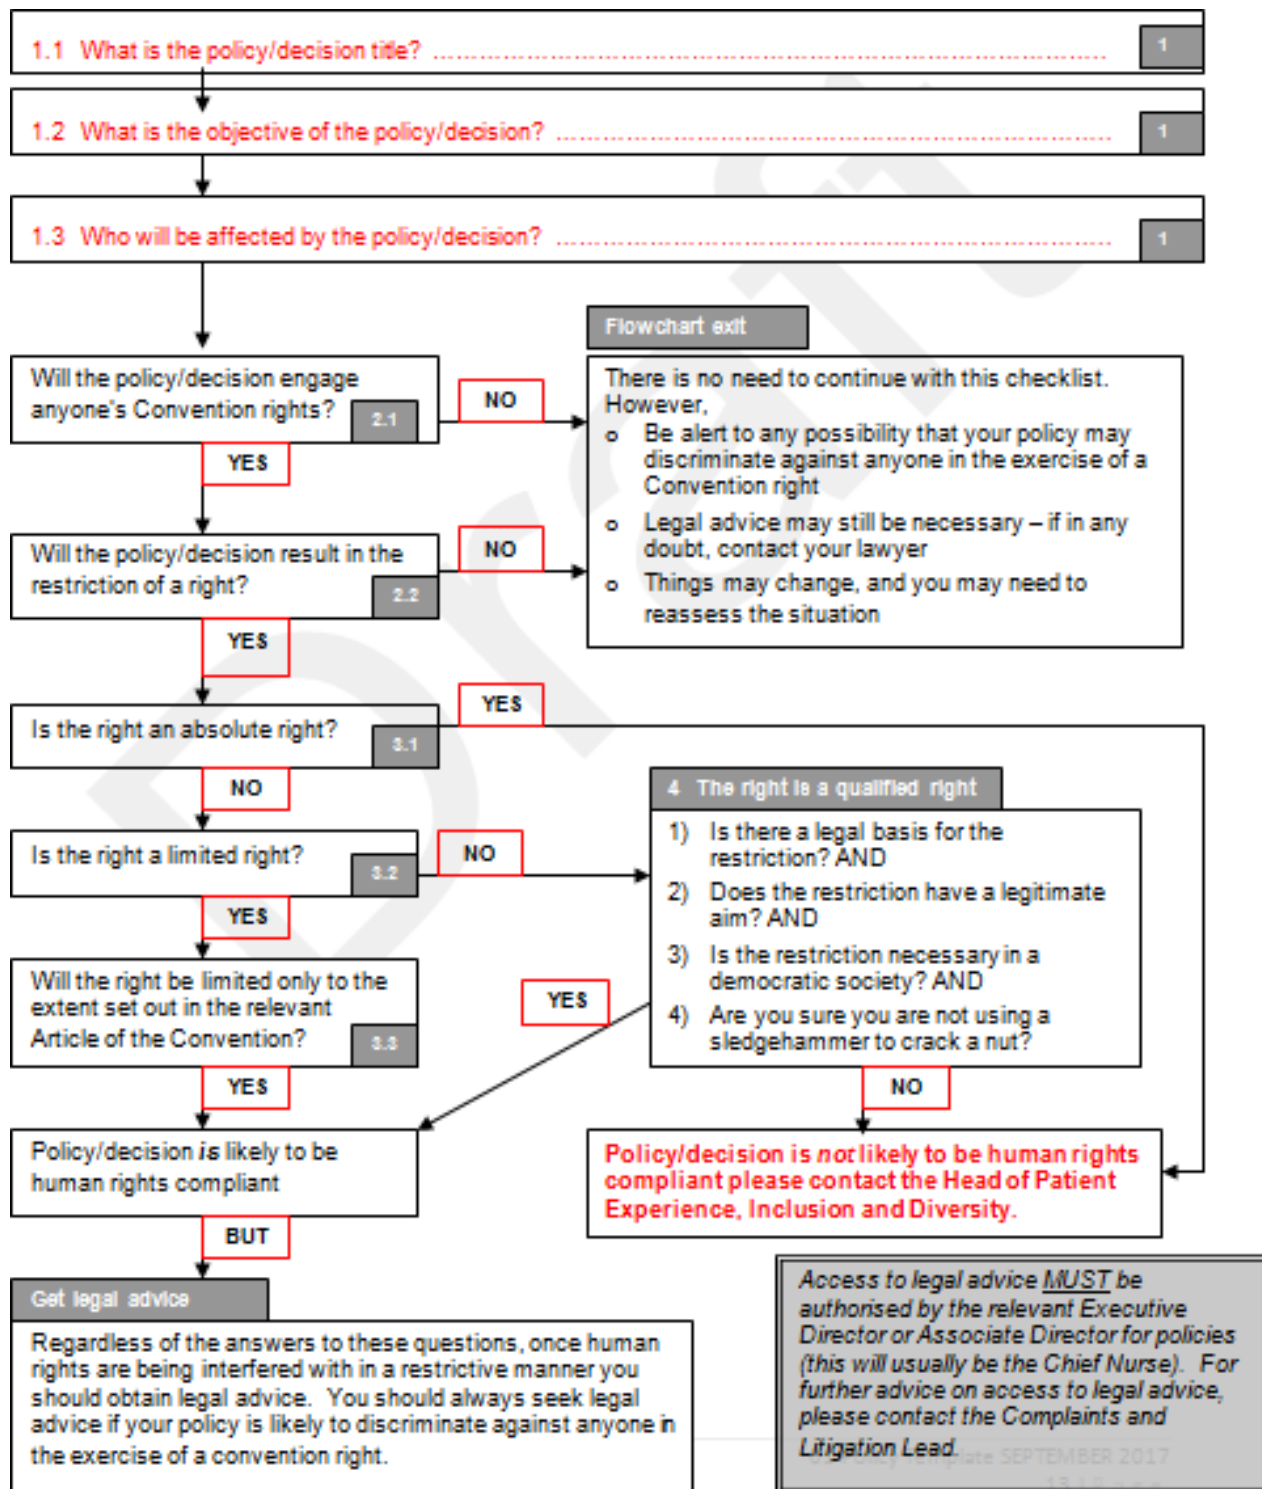 1.1 What is the policy/decision title? ……………………………………………………………………….. 1
1.2 What is the objective of the policy/decision? ………………………………………………………….. 1
1.3 Who will be affected by the policy/decision? ………………………………………………………….. 1
Flowchart exit
Will the policy/decision engage
anyone's Convention rights? 2.1
NO
There is no need to continue with this checklist.
However,
o Be alert to any possibility that your policy may
discriminate against anyone in the exercise of a
Convention right
o Legal advice may still be necessary – if in any
doubt, contact your lawyer
o Things may change, and you may need to
reassess the situation
YES
Will the policy/decision result in the
restriction of a right? 2.2
NO
YES
Is the right an absolute right? 3.1
YES
NO
Is the right a limited right? 3.2
NO
4 The right is a qualified right
1) Is there a legal basis for the
restriction? AND
2) Does the restriction have a legitimate
aim? AND
3) Is the restriction necessary in a
democratic society? AND
4) Are you sure you are not using a
sledgehammer to crack a nut?
YES
Will the right be limited only to the
extent set out in the relevant
Article of the Convention? 3.3
YES
YES
NO
Policy/decision is likely to be
human rights compliant
Policy/decision is not likely to be human rights
compliant please contact the Head of Patient
Experience, Inclusion and Diversity.
BUT
Get legal advice
Regardless of the answers to these questions, once human
rights are being interfered with in a restrictive manner you
should obtain legal advice. You should always seek legal
advice if your policy is likely to discriminate against anyone in
the exercise of a convention right.
Access to legal advice MUST be
authorised by the relevant Executive
Director or Associate Director for policies
(this will usually be the Chief Nurse). For
further advice on access to legal advice,
please contact the Complaints and
Litigation Lead.
Policy Template SEPTEMBER 2017
Draft